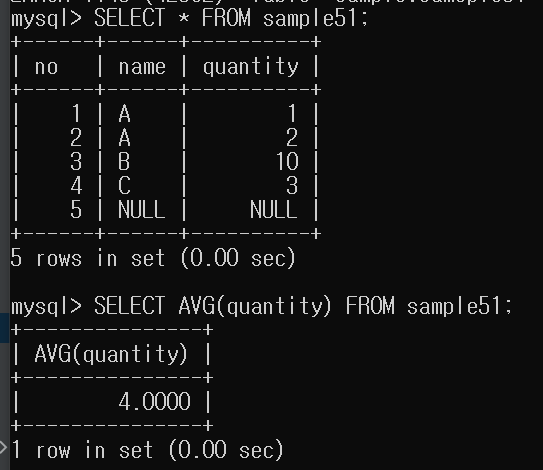 mysql> SELECT * FROM sample51;
+------+------+----------+
| no   | name | quantity |
+------+------+----------+
|    1 | A    |        1 |
|    2 | A    |        2 |
|    3 | B    |       10 |
|    4 | C    |        3 |
|    5 | NULL |     NULL |
+------+------+----------+
5 rows in set (0.00 sec)
mysql> SELECT AVG(quantity) FROM sample51;
+---------------+
| AVG(quantity) |
+---------------+
|        4.0000 |
+---------------+
1 row in set (0.00 sec)